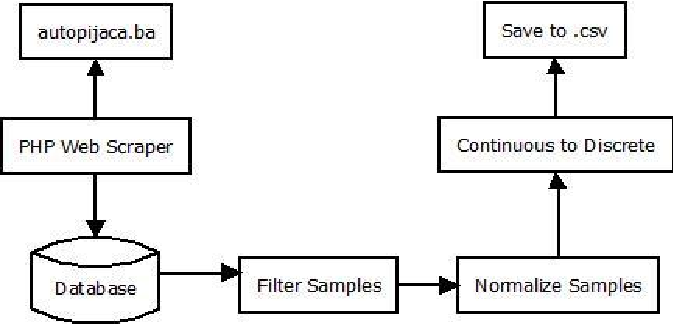 autopijaca.ba
Save to .csv
PHP Web Scraper
Continuous to Discrete
Database
Filter Samples
Normalize Samples